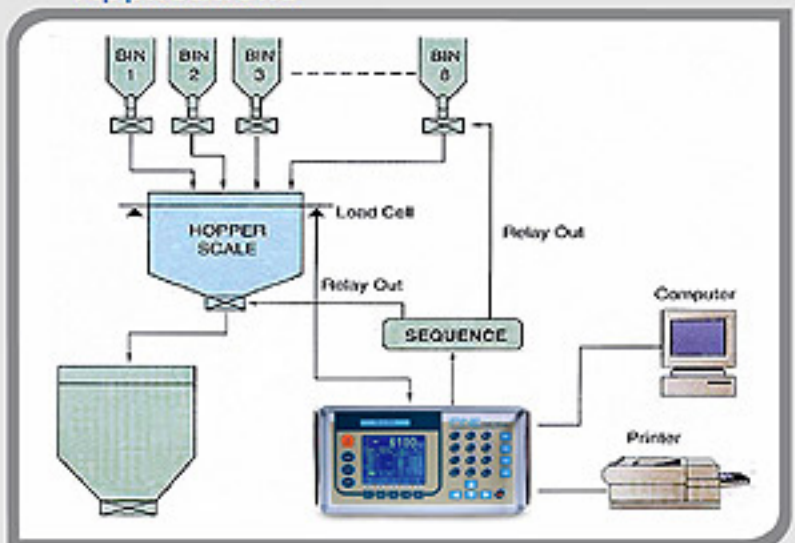 BIN
1
BIN
2
BIN
3
BIN
8
Load Cell
HOPPER
SCALE
Relay Out
Relay Out
SEQUENCE
Computer
Printer
6100